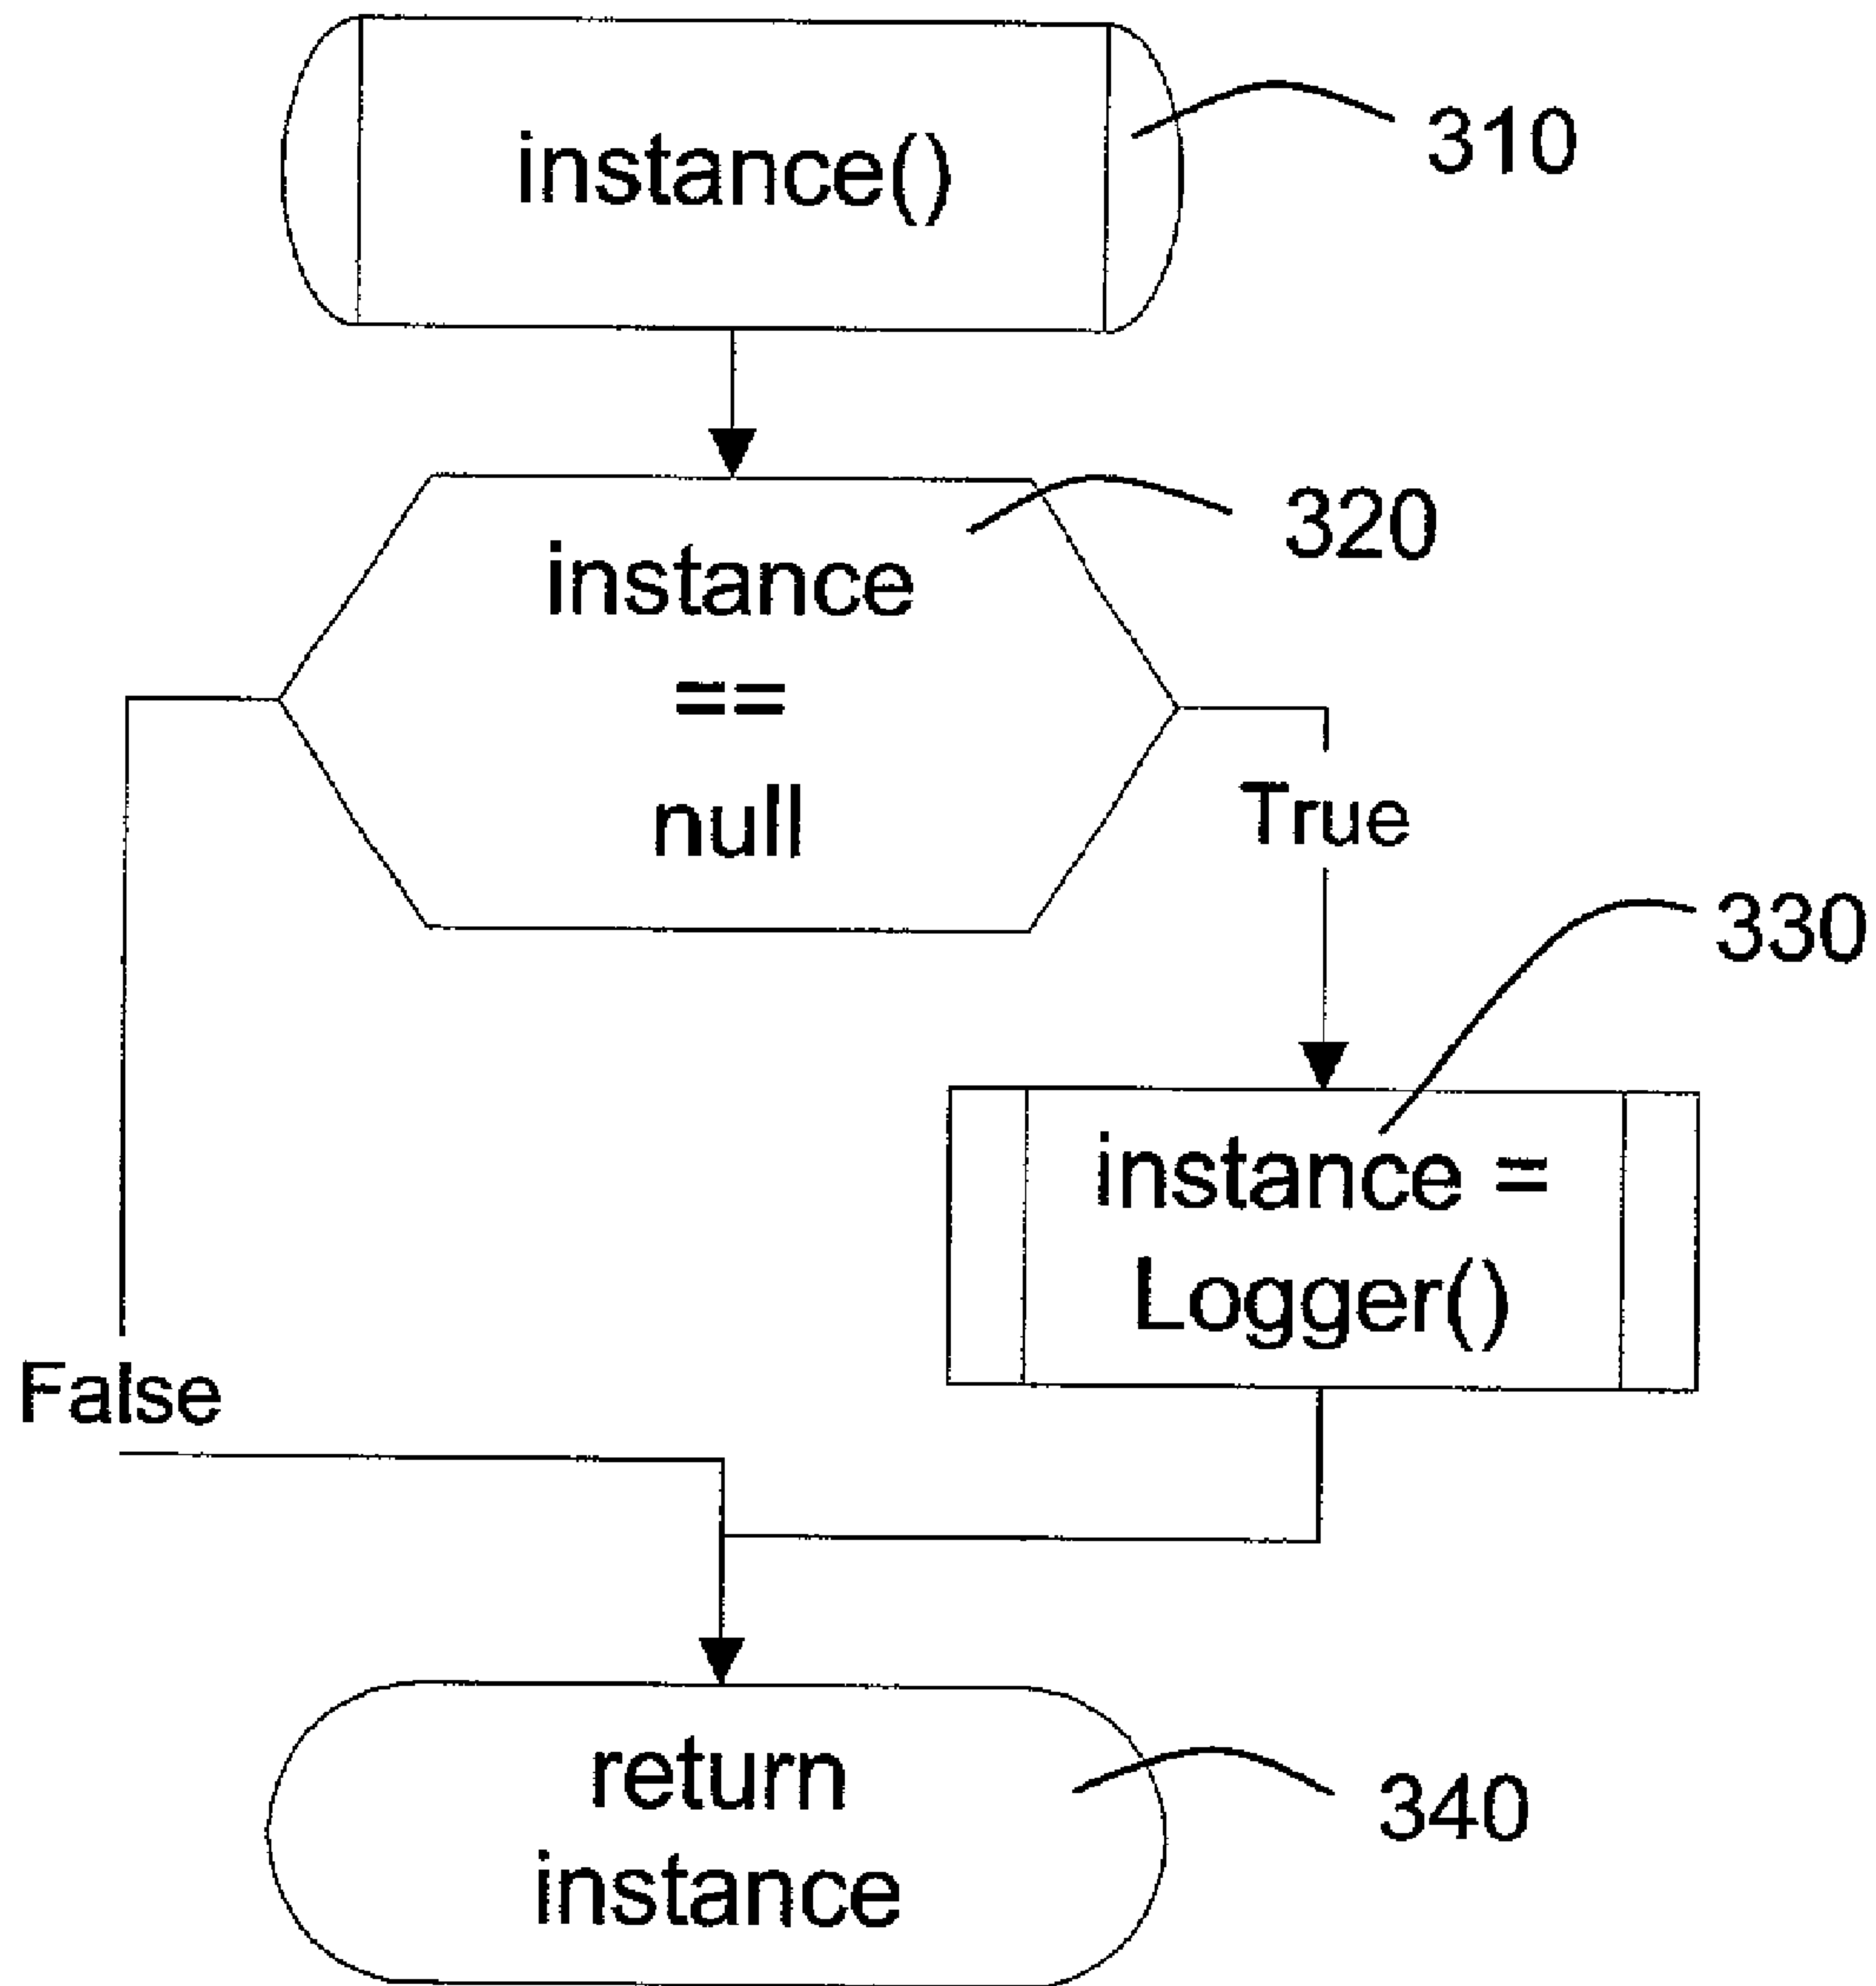 instance()
310
320
instance
==
null
True
330
instance =
Logger()
False
return
instance
340